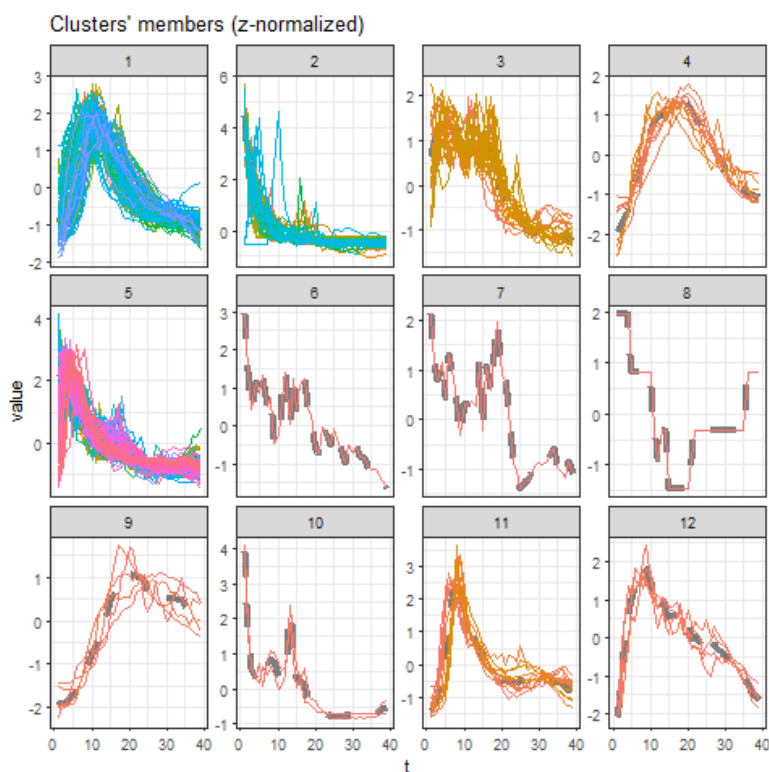 Clusters' members (z-normalized)
1 2 3 4
3 2 1 0 -1 -2
6 4 2 0
2 1 0 -1
2 1 0 -1 -2
5 6 7 8
4 2 0
3 2 1 0 -1
2 1 0 -1
2 1 0 -1
value
9 10 11 12
1 0 -1 -2
4 3 2 1 0 -1
3 2 1 0 -1
2 1 0 -1 -2
0 10 20 30 40 0 10 20 30 40 0 10 20 30 40 0 10 20 30 40
t